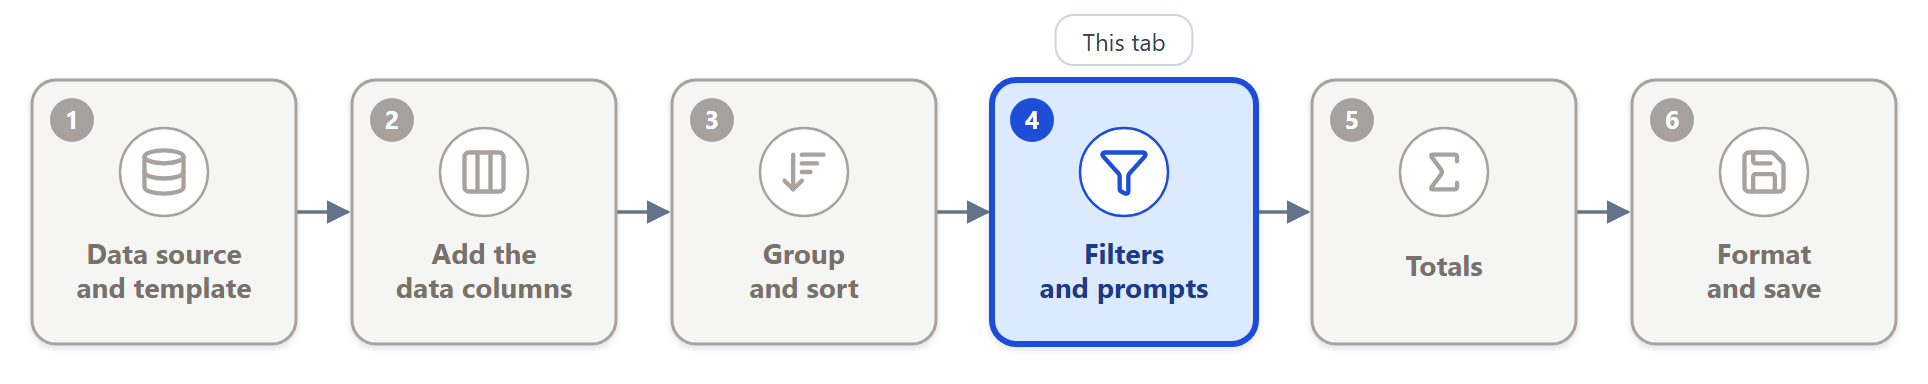 This tab
1
Data source
and template
2
Add the
data columns
3
Group
and sort
4
Filters
and prompts
5
Totals
6
Format
and save